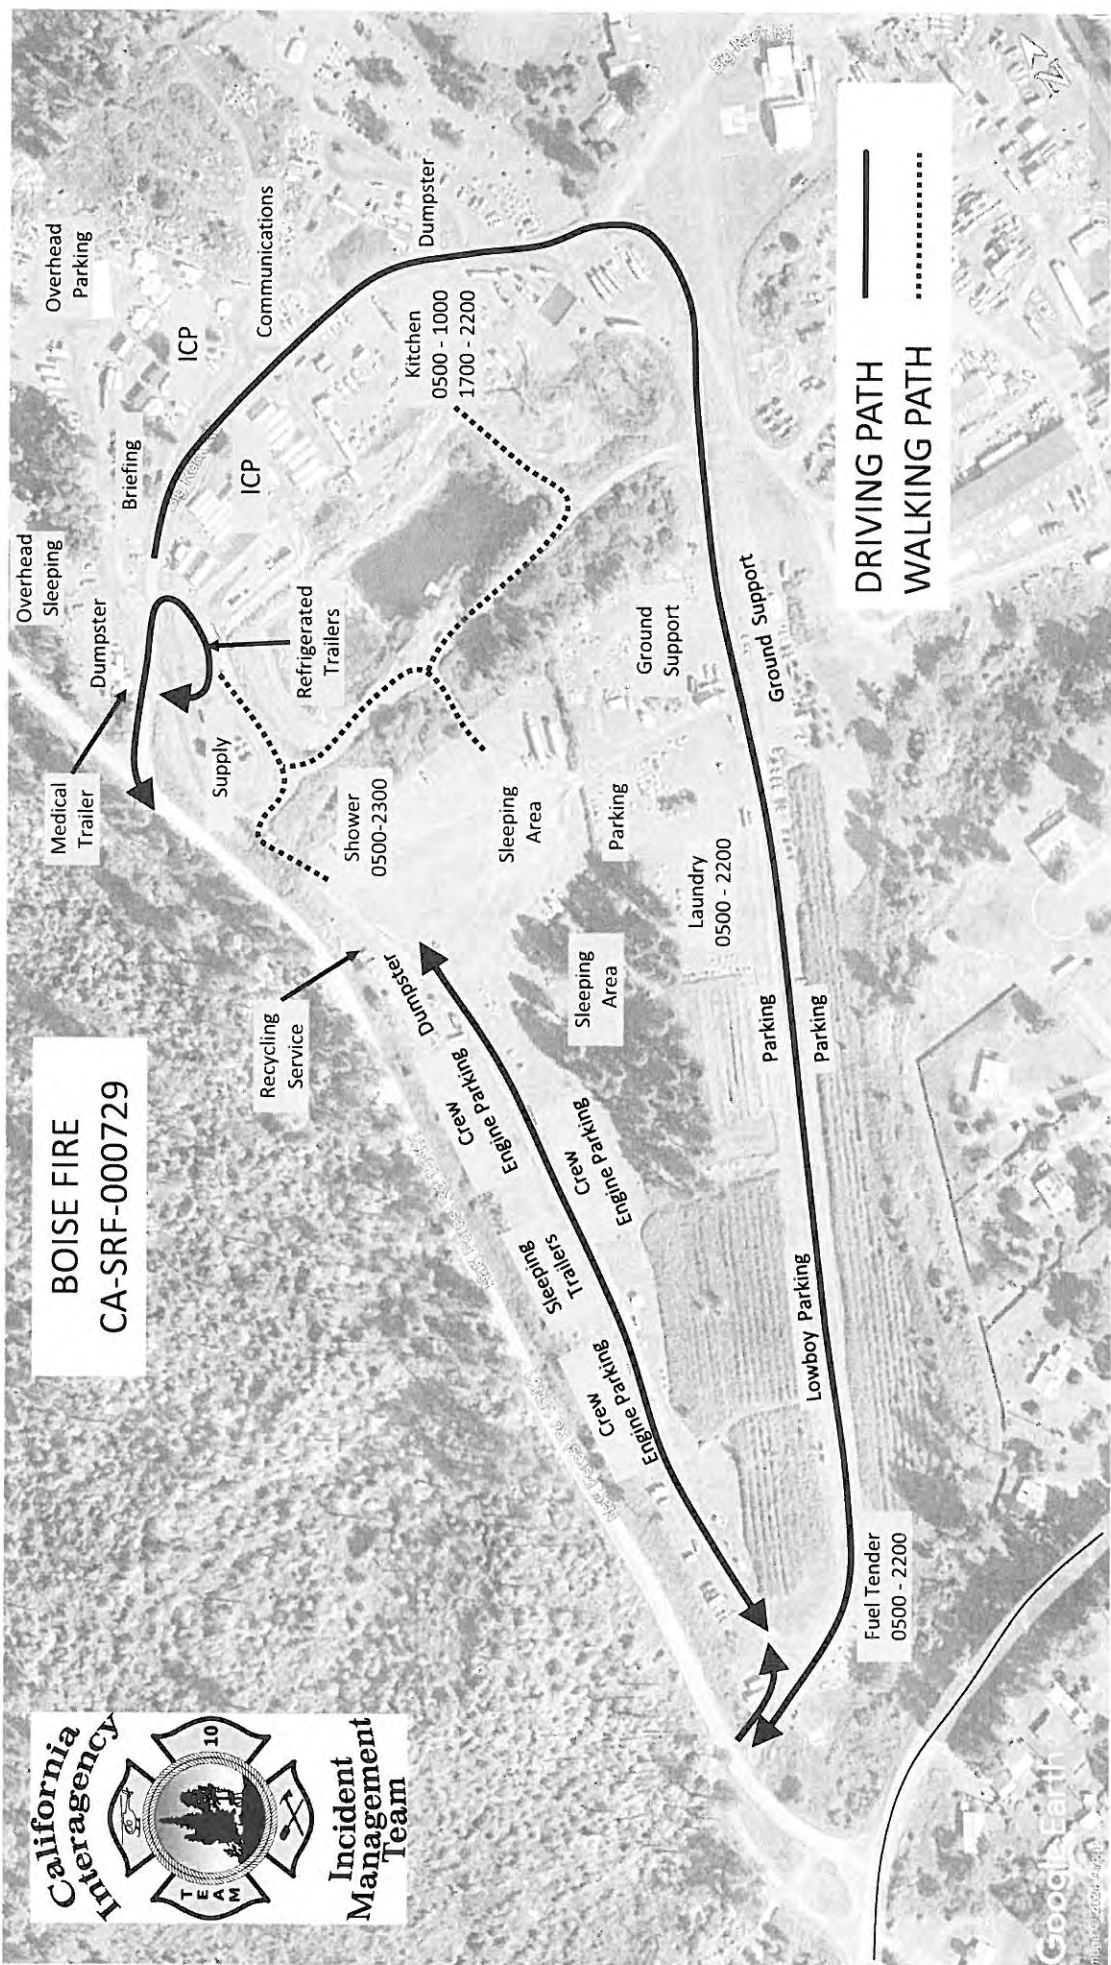 California
Interagency
TEAM
10
Incident
Management
Team
BOISE FIRE
CA-SRF-000729
Overhead
Sleeping
Overhead
Parking
Medical
Trailer
Dumpster
Briefing
ICP
ICP
Communications
Dumpster
Supply
Refrigerated
Trailers
Kitchen
0500 - 1000
1700 - 2200
Shower
0500-2300
Recycling
Service
Dumpster
Sleeping
Area
Sleeping
Area
Ground
Support
Ground Support
Parking
Laundry
0500 - 2200
Crew
Engine Parking
Crew
Engine Parking
Sleeping
Trailers
Crew
Engine Parking
Parking
Parking
Lowboy Parking
Fuel Tender
0500 - 2200
DRIVING PATH
WALKING PATH
N
Google Earth